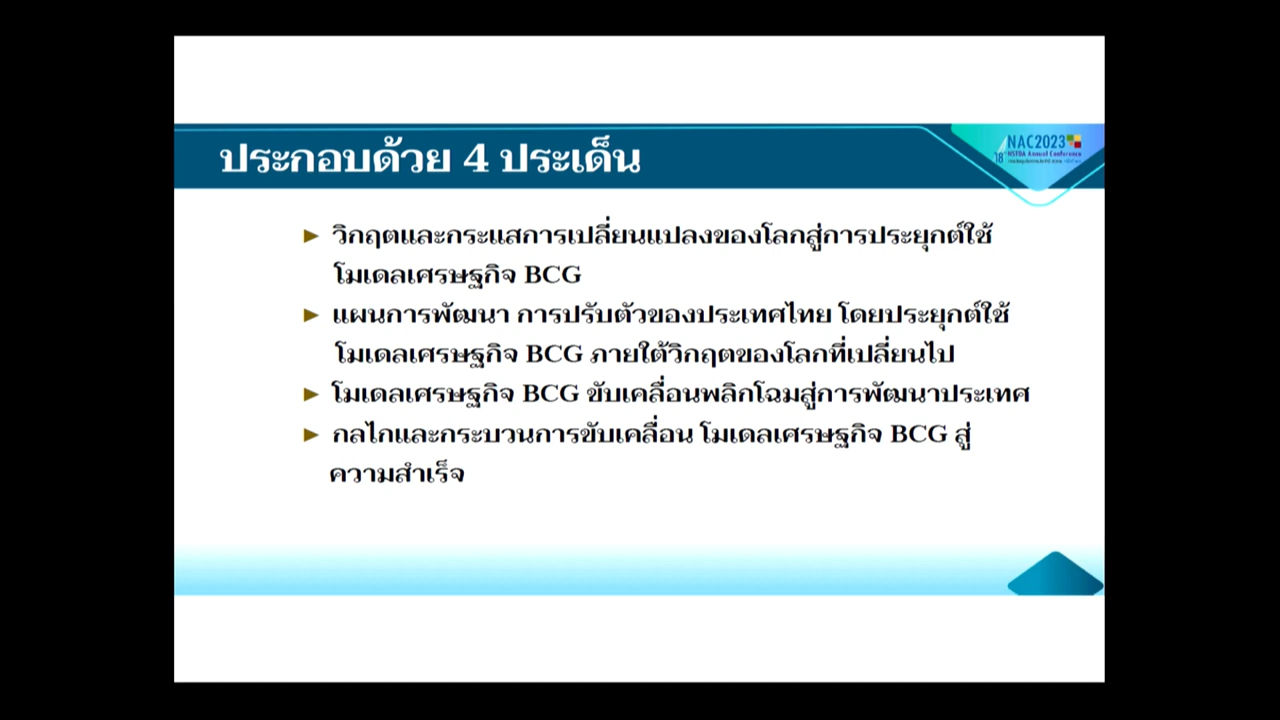 ประกอบด้วย 4 ประเด็น
NAC2023
18
NSTDA Annual Conference
วิกฤตและกระแสการเปลี่ยนแปลงของโลกสู่การประยุกต์ใช้
โมเดลเศรษฐกิจ BCG
แผนการพัฒนา การปรับตัวของประเทศไทย โดยประยุกต์ใช้
โมเดลเศรษฐกิจ BCG ภายใต้วิกฤตของโลกที่เปลี่ยนไป
โมเดลเศรษฐกิจ BCG ขับเคลื่อนพลิกโฉมสู่การพัฒนาประเทศ
กลไกและกระบวนการขับเคลื่อน โมเดลเศรษฐกิจ BCG สู่
ความสำเร็จ